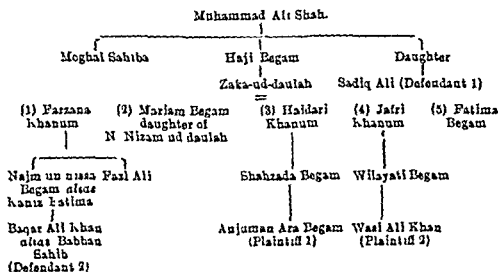 Muhammad Ali Shah.
Moghal Sahiba Haji Begam Daughter
Zaka-ud-daulah Sadiq Ali (Defendant 1)
=
(1) Farzana (2) Mariam Begam (3) Haidari (4) Jafri (5) Fatima
khanum daughter of Khanum khanum Begam
N Nizam ud daulah
Najm un nissa Fazl Ali Shahzada Begam Wilayati Begam
Begam alias
kaniz fatima
Baqar Ali khan Anjuman Ara Begam Wasi Ali Khan
alias Babban (Plaintiff 1) (Plaintiff 2)
Sahib
(Defendant 2)